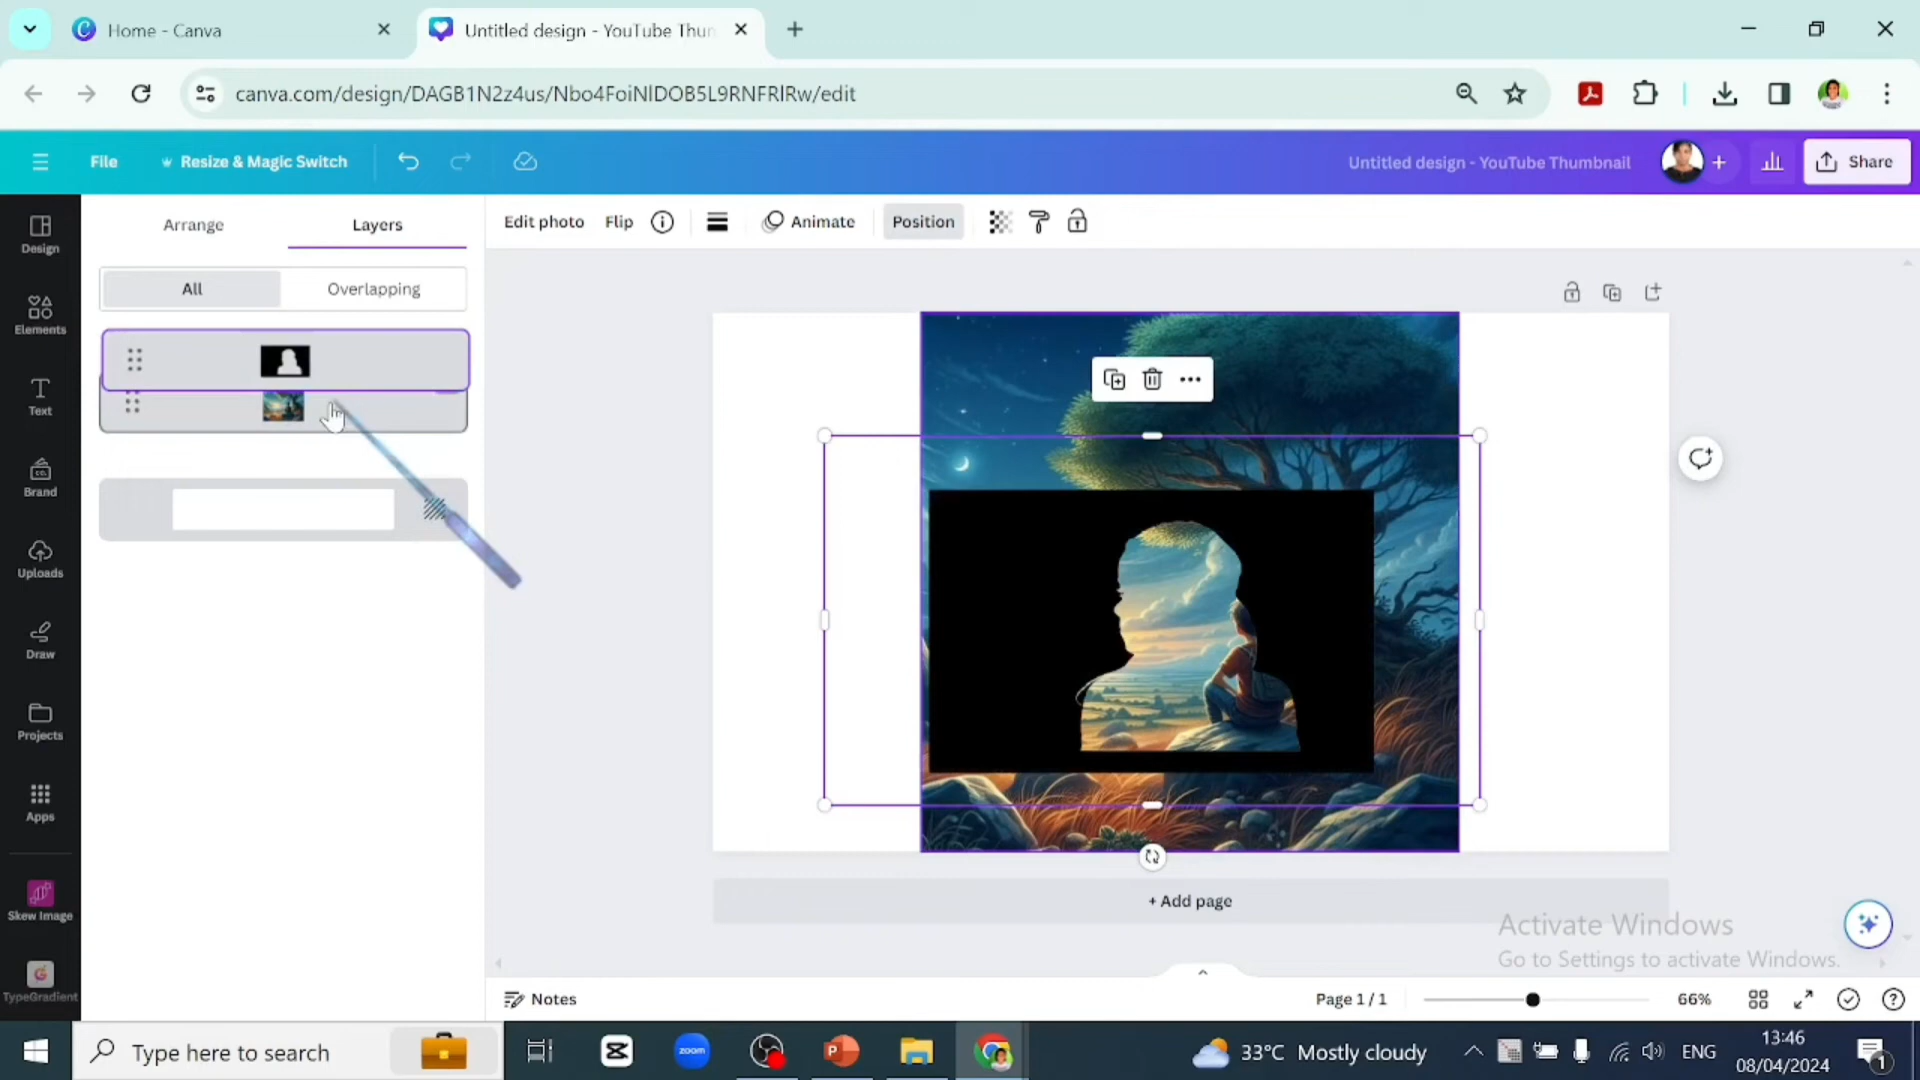 Home - Canva
Untitled design - YouTube Thun
canva.com/design/DAGB1N2z4us/Nbo4FoiNlDOB5L9RNFRlRw/edit
File
Resize & Magic Switch
Untitled design - YouTube Thumbnail
Share
Design
Elements
Text
Brand
Uploads
Draw
Projects
Apps
Skew Image
TypeGradient
Arrange
Layers
All
Overlapping
Edit photo
Flip
Animate
Position
+ Add page
Activate Windows
Go to Settings to activate Windows.
Notes
Page 1 / 1
66%
Type here to search
zoom
33°C Mostly cloudy
ENG
13:46
08/04/2024
1